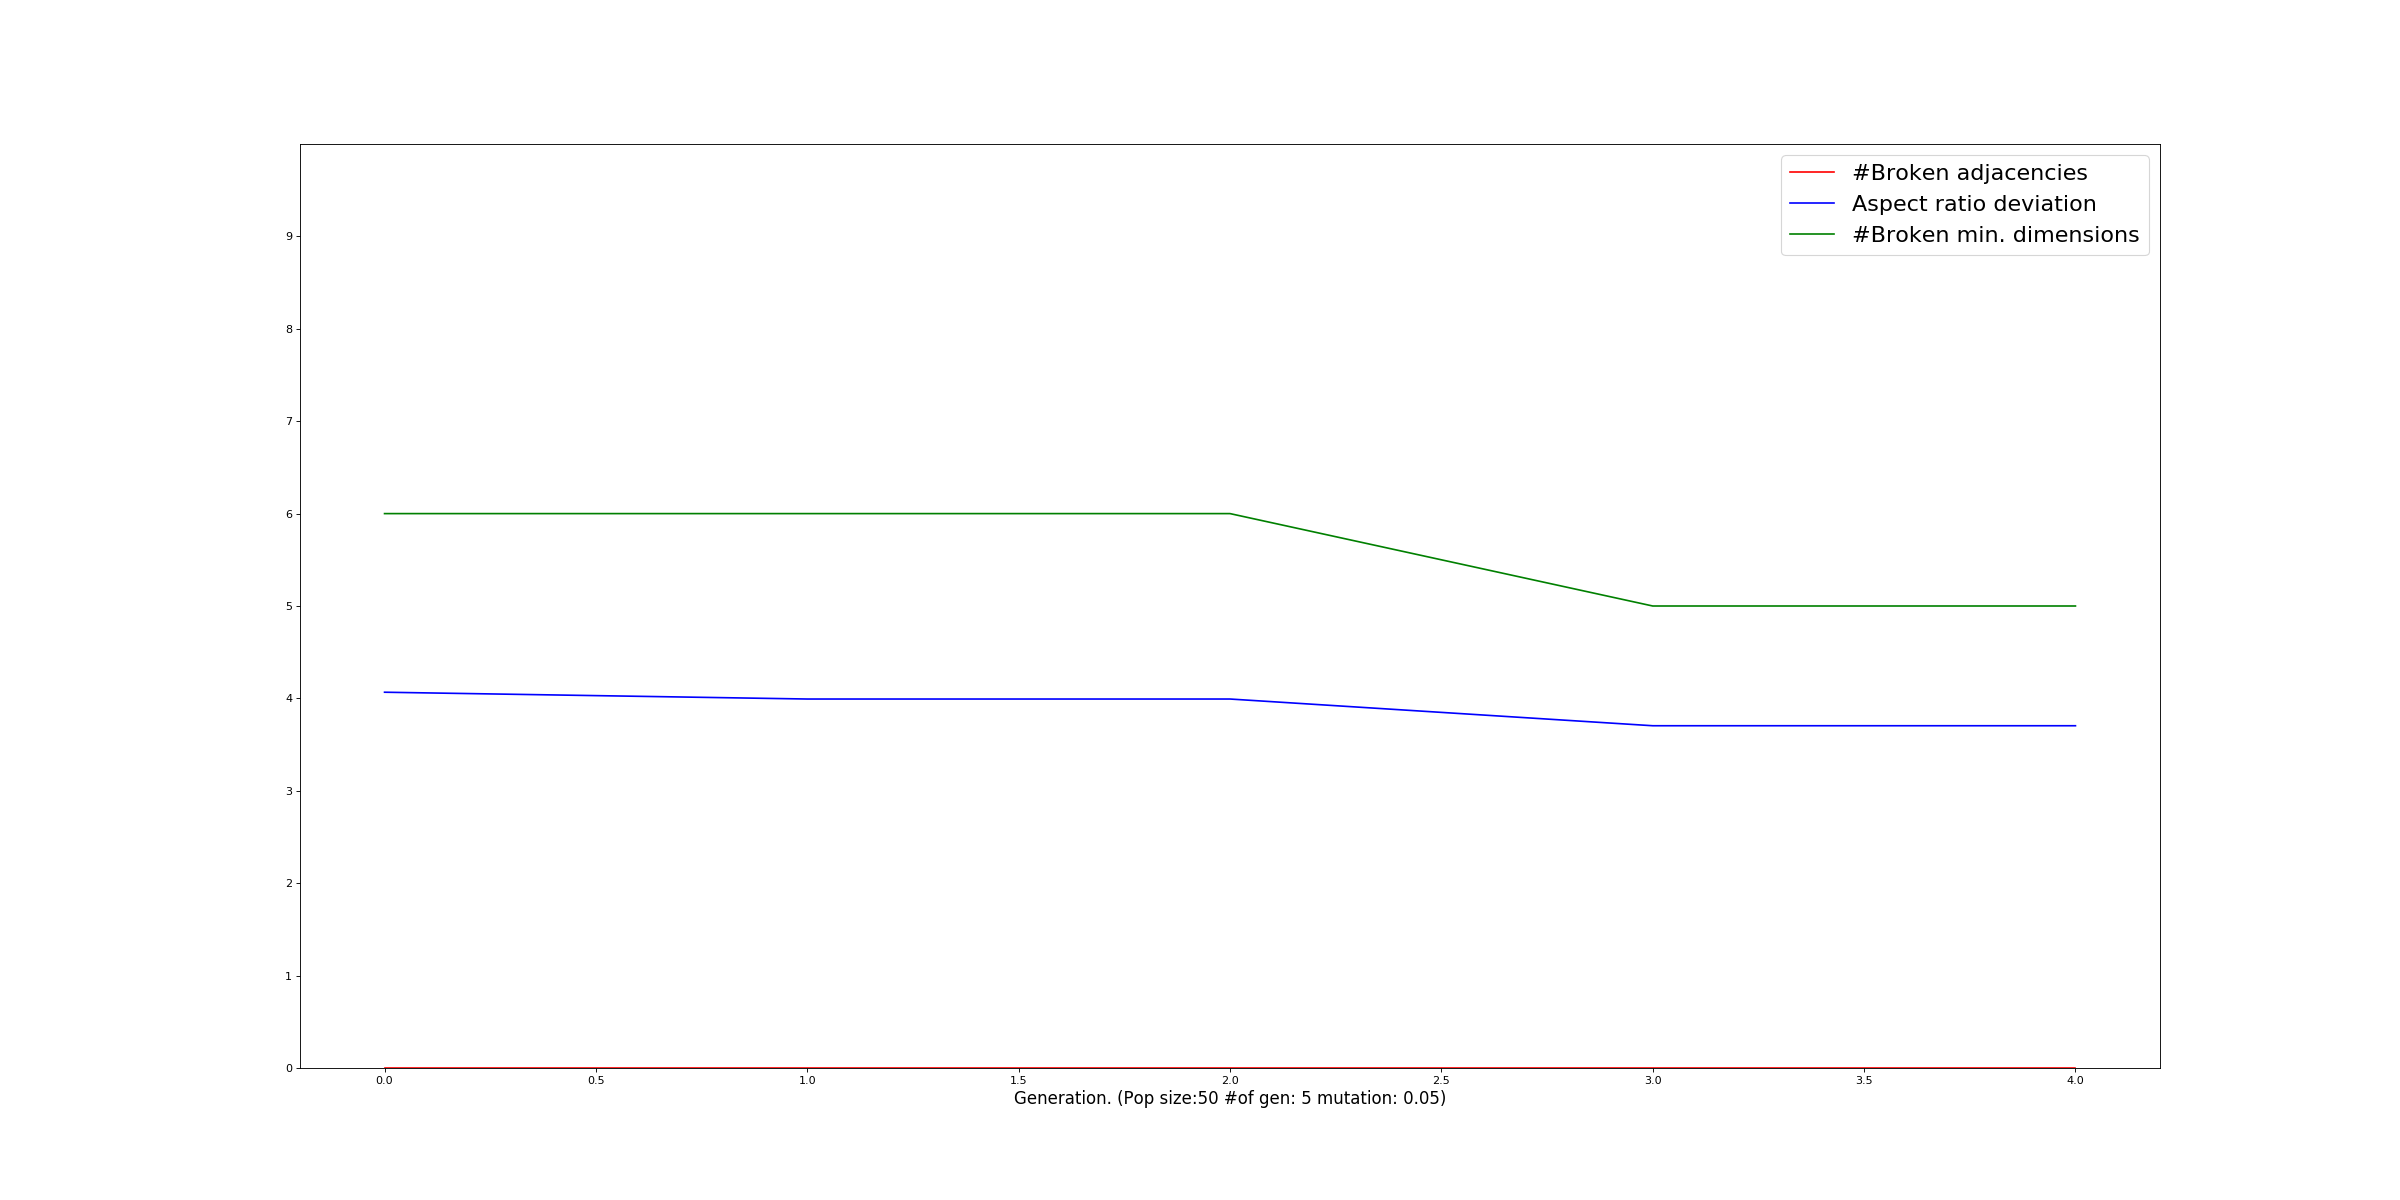 #Broken adjacencies
Aspect ratio deviation
#Broken min. dimensions
9
8
7
6
5
4
3
2
1
0
0.0 0.5 1.0 1.5 2.0 2.5 3.0 3.5 4.0
Generation. (Pop size:50 #of gen: 5 mutation: 0.05)